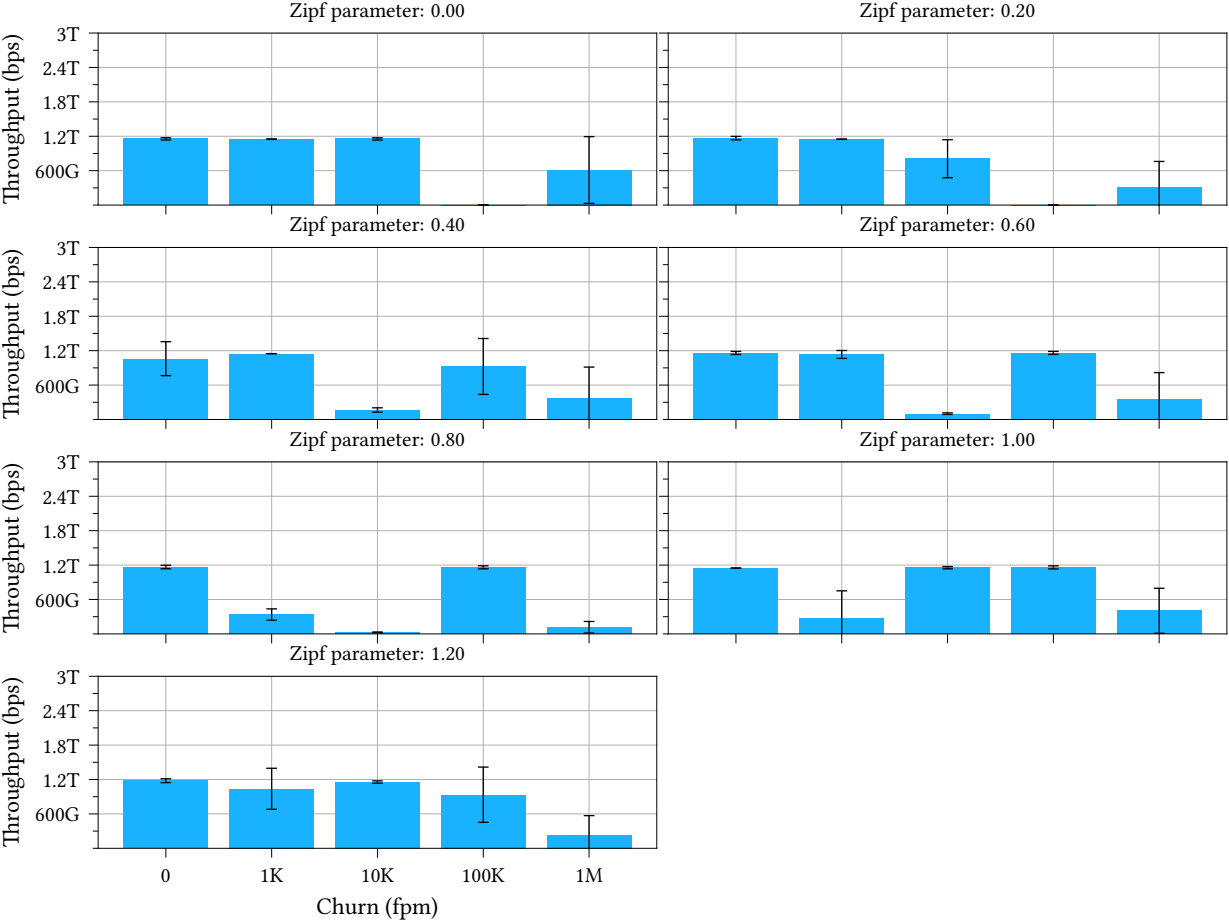 Zipf parameter: 0.00
Zipf parameter: 0.20
Throughput (bps)
3T
2.4T
1.8T
1.2T
600G
Zipf parameter: 0.40
Zipf parameter: 0.60
Throughput (bps)
3T
2.4T
1.8T
1.2T
600G
Zipf parameter: 0.80
Zipf parameter: 1.00
Throughput (bps)
3T
2.4T
1.8T
1.2T
600G
Zipf parameter: 1.20
Throughput (bps)
3T
2.4T
1.8T
1.2T
600G
0 1K 10K 100K 1M
Churn (fpm)